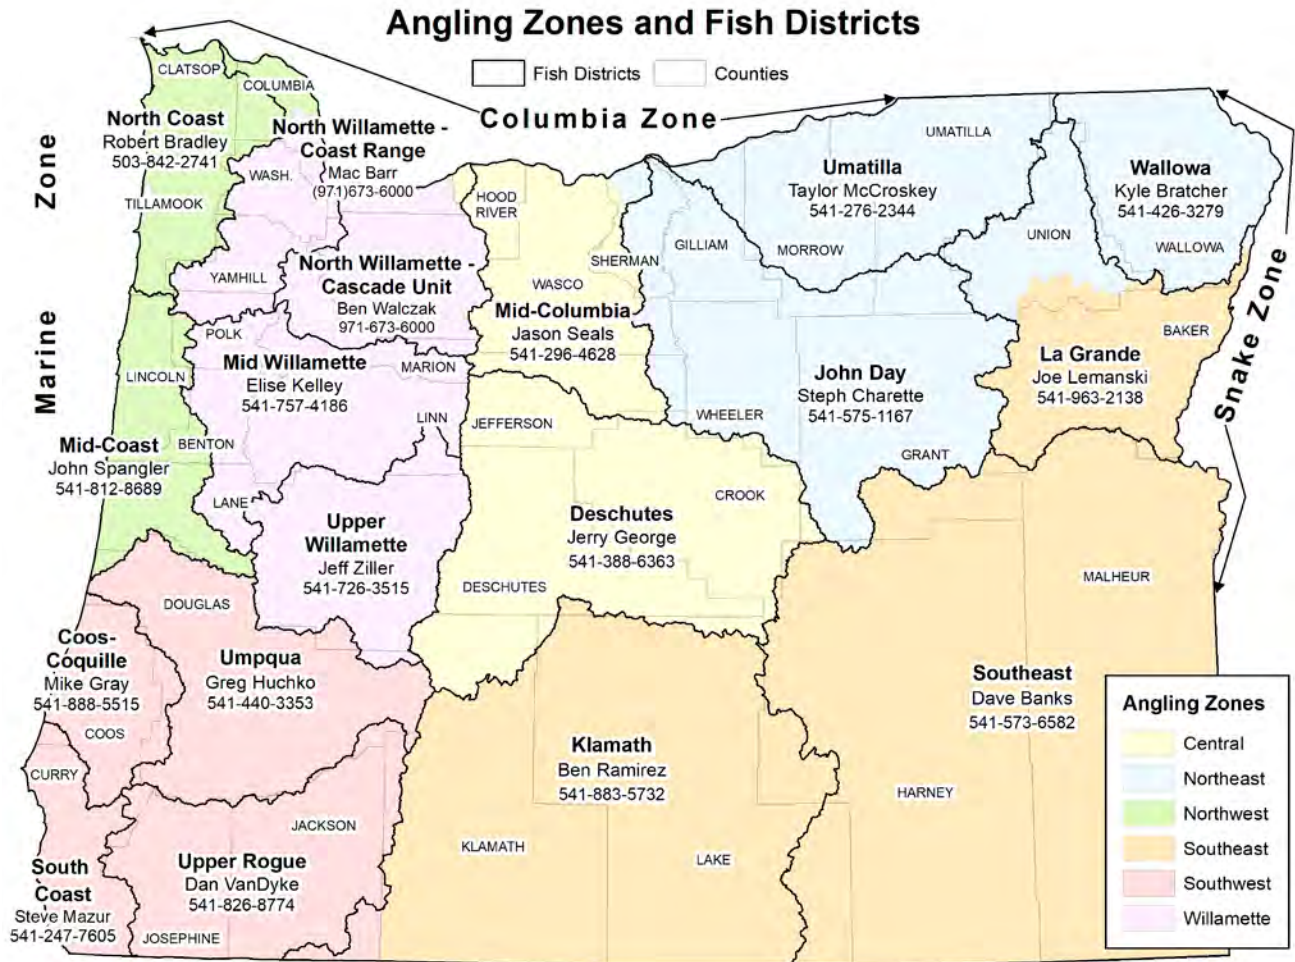 Angling Zones and Fish Districts
Fish Districts
Counties
Columbia Zone
Marine Zone
Snake Zone
CLATSOP
COLUMBIA
North Coast
Robert Bradley
503-842-2741
TILLAMOOK
North Willamette -
Coast Range
Mac Barr
(971)673-6000
WASH.
YAMHILL
North Willamette -
Cascade Unit
Ben Walczak
971-673-6000
HOOD
RIVER
WASCO
SHERMAN
Mid-Columbia
Jason Seals
541-296-4628
GILLIAM
MORROW
UMATILLA
Umatilla
Taylor McCroskey
541-276-2344
UNION
Wallowa
Kyle Bratcher
541-426-3279
WALLOWA
BAKER
La Grande
Joe Lemanski
541-963-2138
John Day
Steph Charette
541-575-1167
WHEELER
GRANT
POLK
Mid Willamette
Elise Kelley
541-757-4186
MARION
LINN
LINCOLN
BENTON
LANE
Mid-Coast
John Spangler
541-812-8689
JEFFERSON
CROOK
Deschutes
Jerry George
541-388-6363
DESCHUTES
Upper
Willamette
Jeff Ziller
541-726-3515
DOUGLAS
Coos-
Coquille
Mike Gray
541-888-5515
COOS
CURRY
Umpqua
Greg Huchko
541-440-3353
MALHEUR
Southeast
Dave Banks
541-573-6582
HARNEY
Klamath
Ben Ramirez
541-883-5732
KLAMATH
LAKE
JACKSON
Upper Rogue
Dan VanDyke
541-826-8774
JOSEPHINE
South
Coast
Steve Mazur
541-247-7605
Angling Zones
Central
Northeast
Northwest
Southeast
Southwest
Willamette